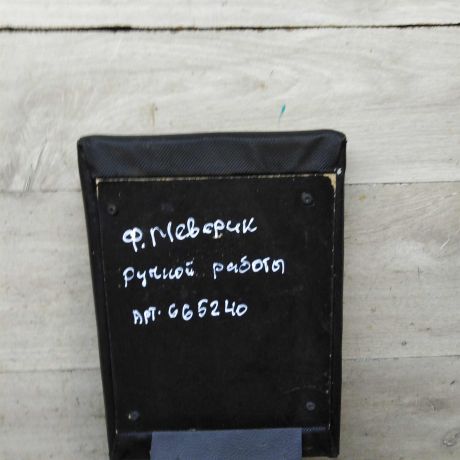 Ф. Меверик
ручной работы
Арт. 665240